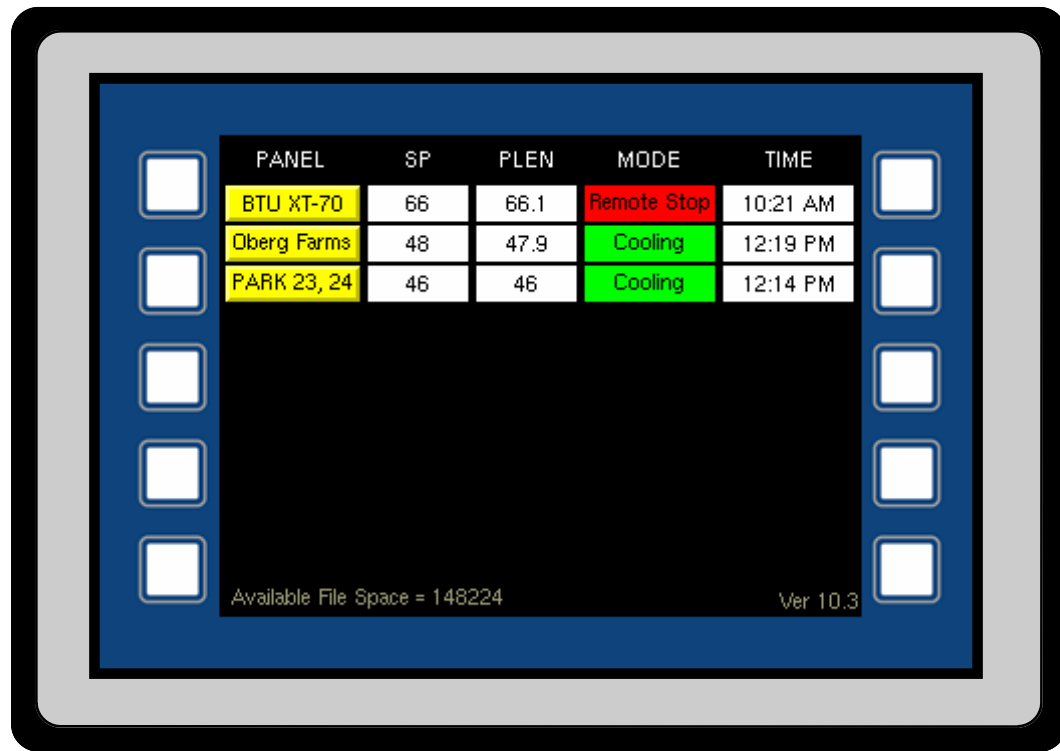 PANEL SP PLEN MODE TIME
BTU XT-70 66 66.1 Remote Stop 10:21 AM
Oberg Farms 48 47.9 Cooling 12:19 PM
PARK 23, 24 46 46 Cooling 12:14 PM
Available File Space = 148224 Ver 10.3